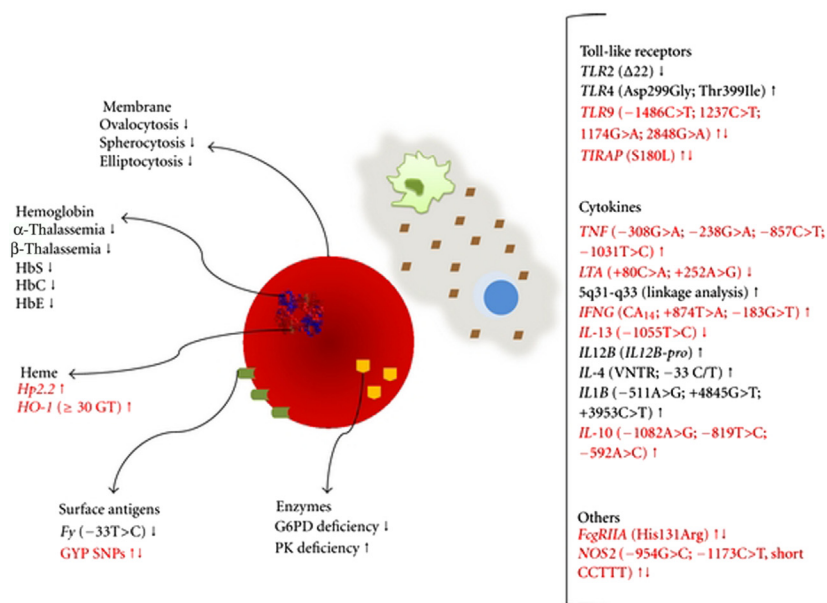 Membrane
Ovalocytosis ↓
Spherocytosis ↓
Elliptocytosis ↓
Hemoglobin
α-Thalassemia ↓
β-Thalassemia ↓
HbS ↓
HbC ↓
HbE ↓
Heme
Hp2.2 ↑
HO-1 (≥ 30 GT) ↑
Surface antigens
Fy (−33T>C) ↓
GYP SNPs ↑↓
Enzymes
G6PD deficiency ↓
PK deficiency ↑
Toll-like receptors
TLR2 (Δ22) ↓
TLR4 (Asp299Gly; Thr399Ile) ↑
TLR9 (−1486C>T; 1237C>T;
1174G>A; 2848G>A) ↑↓
TIRAP (S180L) ↑↓
Cytokines
TNF (−308G>A; −238G>A; −857C>T;
−1031T>C) ↑
LTA (+80C>A; +252A>G) ↓
5q31-q33 (linkage analysis) ↑
IFNG (CA14; +874T>A; −183G>T) ↑
IL-13 (−1055T>C) ↓
IL12B (IL12B-pro) ↑
IL-4 (VNTR; −33 C/T) ↑
IL1B (−511A>G; +4845G>T;
+3953C>T) ↑
IL-10 (−1082A>G; −819T>C;
−592A>C) ↑
Others
FcgRIIA (His131Arg) ↑↓
NOS2 (−954G>C; −1173C>T, short
CCTTT) ↑↓